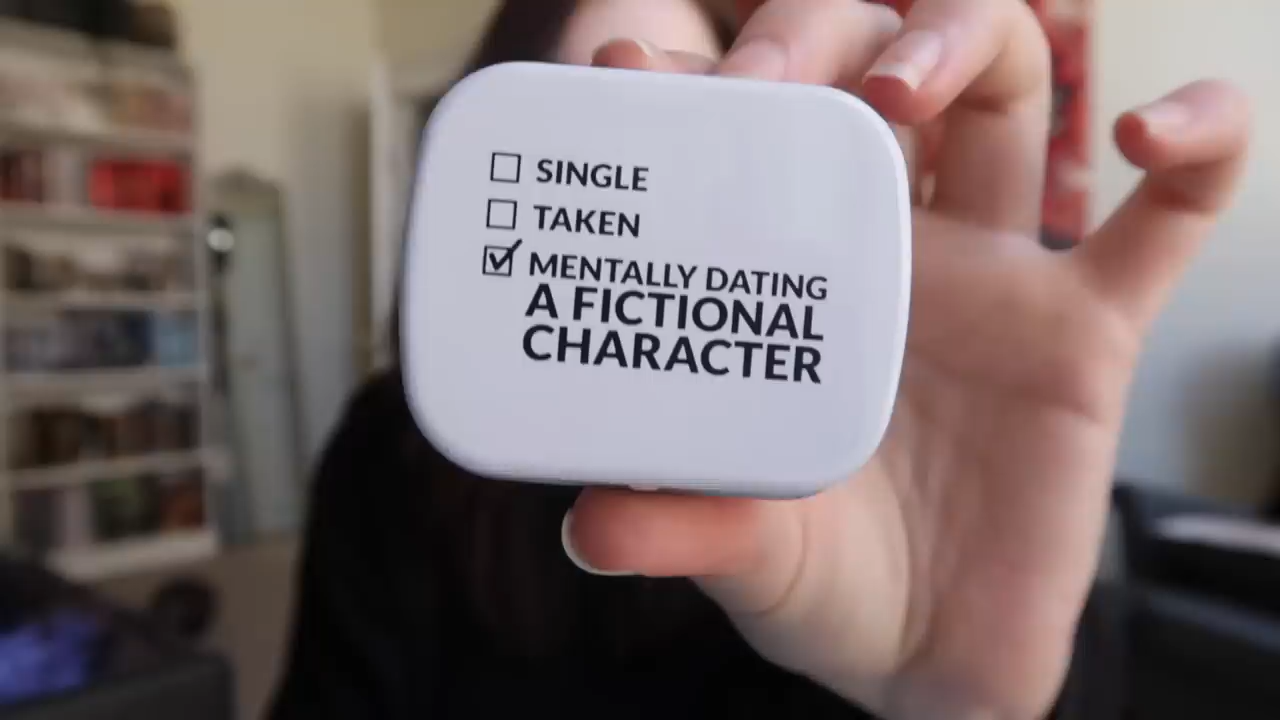 SINGLE
TAKEN
MENTALLY DATING
A FICTIONAL
CHARACTER